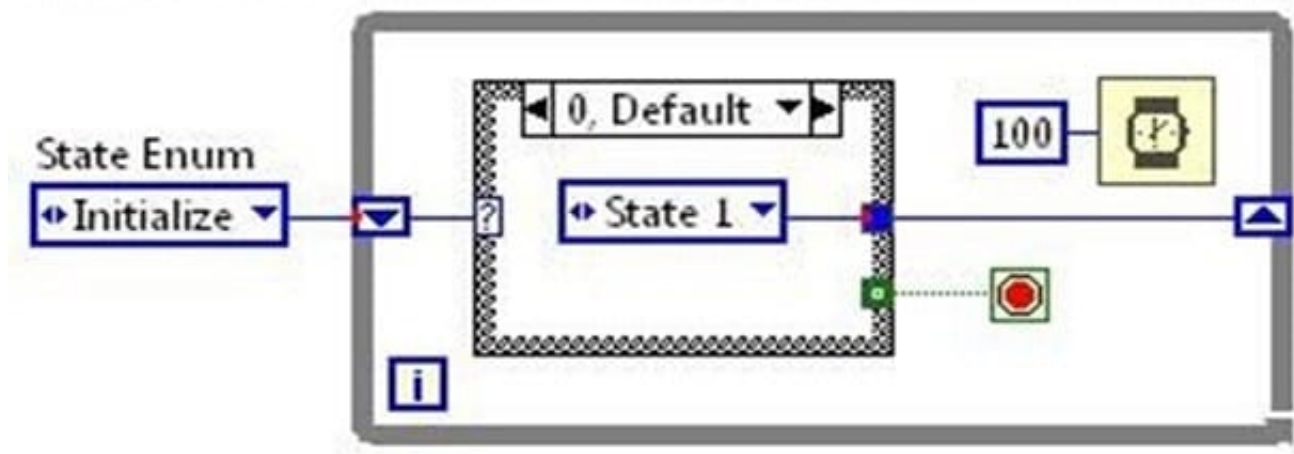 State Enum
Initialize
0, Default
?
State 1
100
i